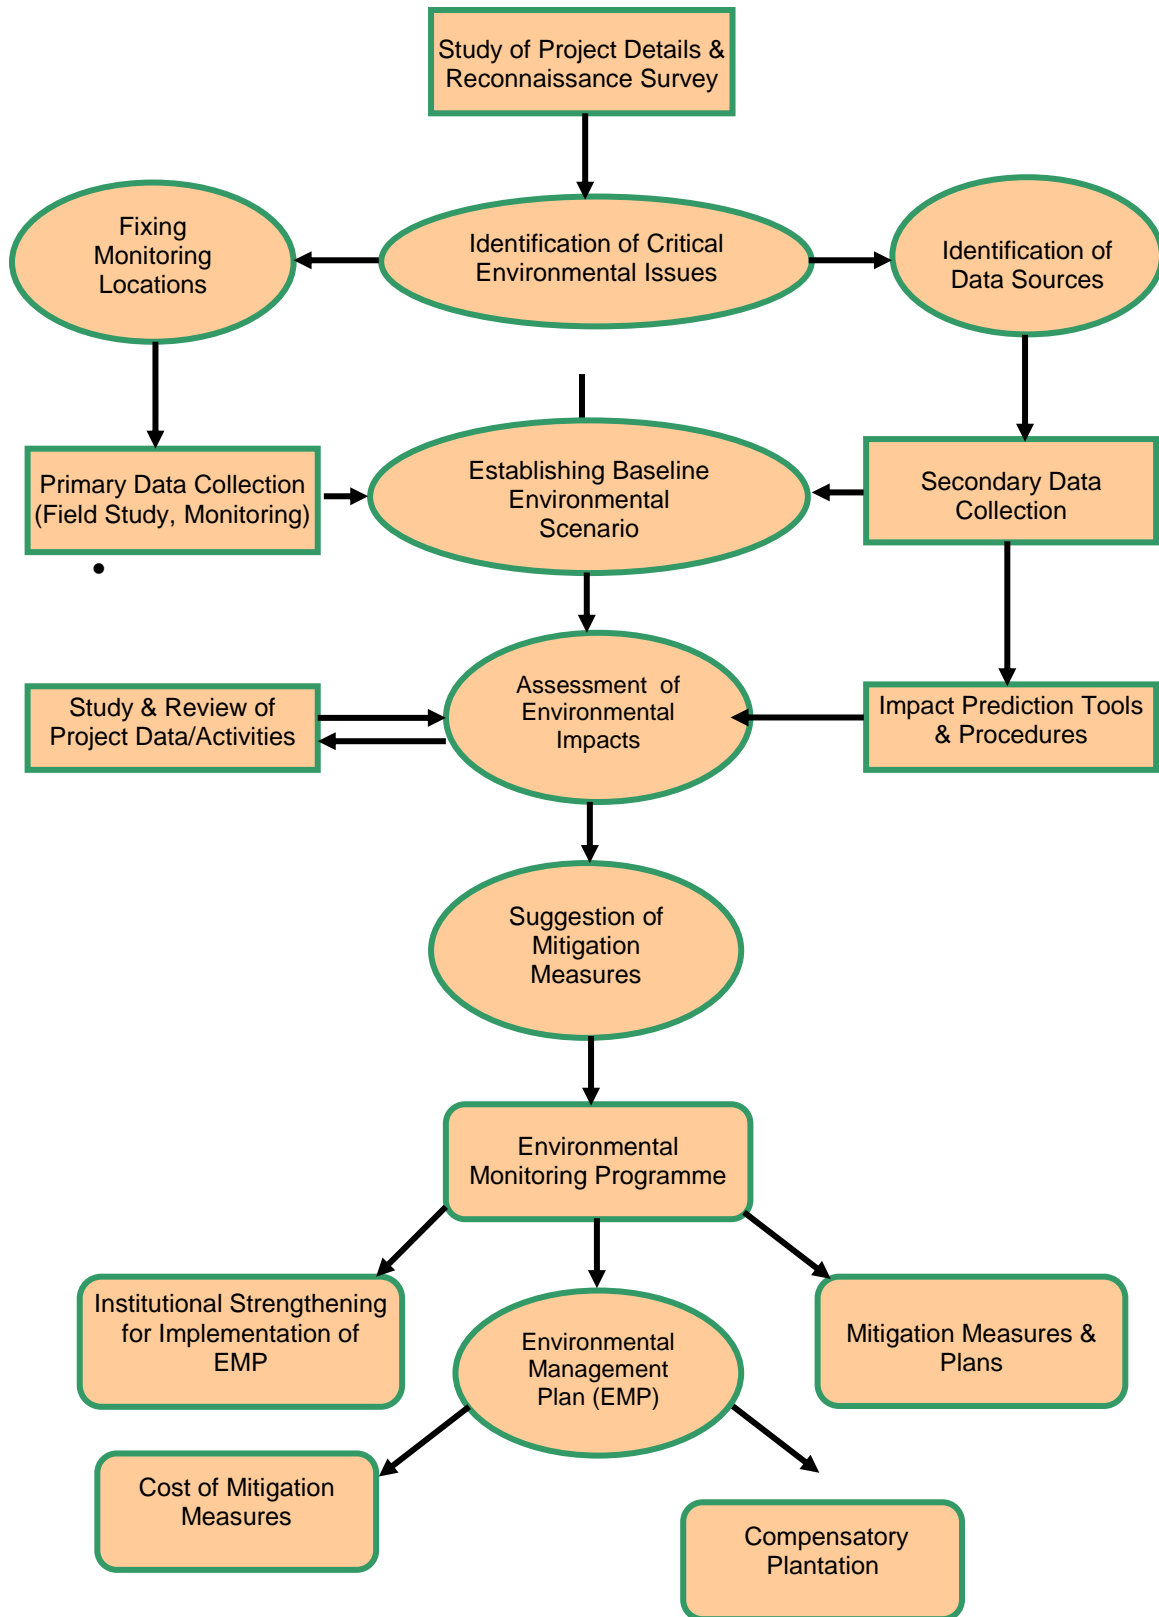 Study of Project Details &
Reconnaissance Survey
Fixing
Monitoring
Locations
Identification of Critical
Environmental Issues
Identification of
Data Sources
Primary Data Collection
(Field Study, Monitoring)
Establishing Baseline
Environmental
Scenario
Secondary Data
Collection
Study & Review of
Project Data/Activities
Assessment of
Environmental
Impacts
Impact Prediction Tools
& Procedures
Suggestion of
Mitigation
Measures
Environmental
Monitoring Programme
Institutional Strengthening
for Implementation of
EMP
Environmental
Management
Plan (EMP)
Mitigation Measures &
Plans
Cost of Mitigation
Measures
Compensatory
Plantation